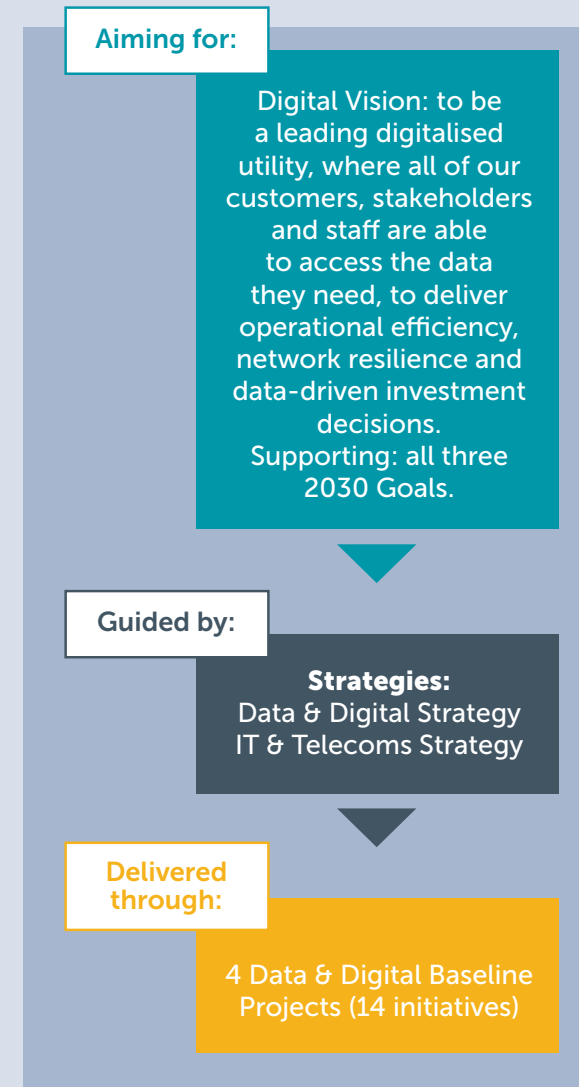 Aiming for:
Digital Vision: to be
a leading digitalised
utility, where all of our
customers, stakeholders
and staff are able
to access the data
they need, to deliver
operational efficiency,
network resilience and
data-driven investment
decisions.
Supporting: all three
2030 Goals.
Guided by:
Strategies:
Data & Digital Strategy
IT & Telecoms Strategy
Delivered
through:
4 Data & Digital Baseline
Projects (14 initiatives)